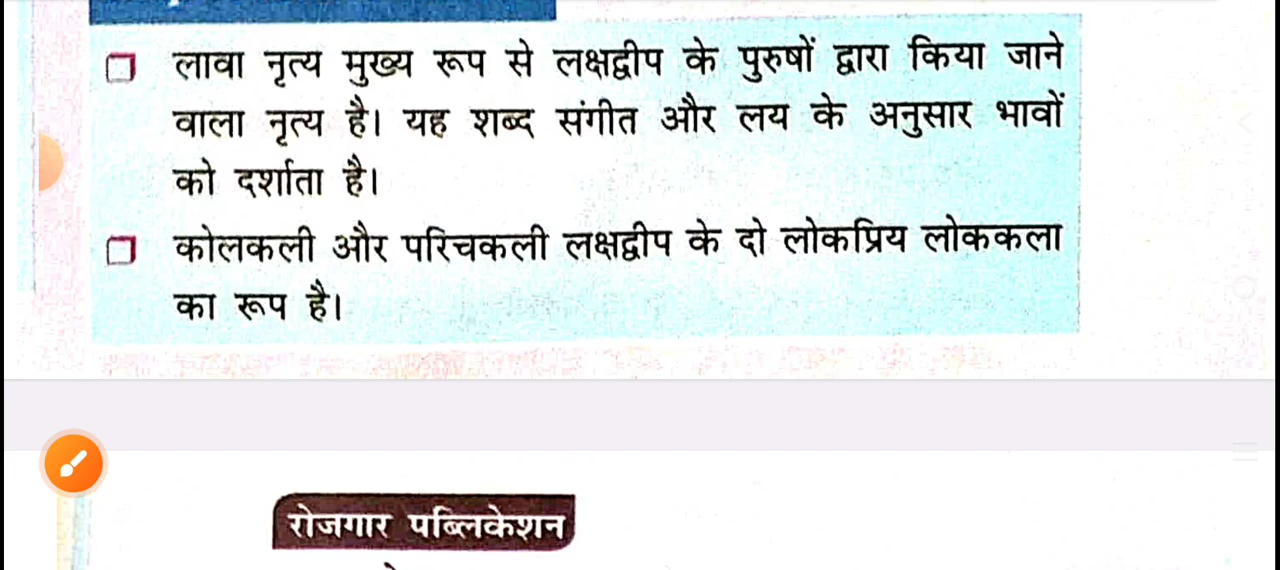 लावा नृत्य मुख्य रूप से लक्षद्वीप के पुरुषों द्वारा किया जाने
वाला नृत्य है। यह शब्द संगीत और लय के अनुसार भावों
को दर्शाता है।
कोलकली और परिचकली लक्षद्वीप के दो लोकप्रिय लोककला
का रूप है।
रोजगार पब्लिकेशन